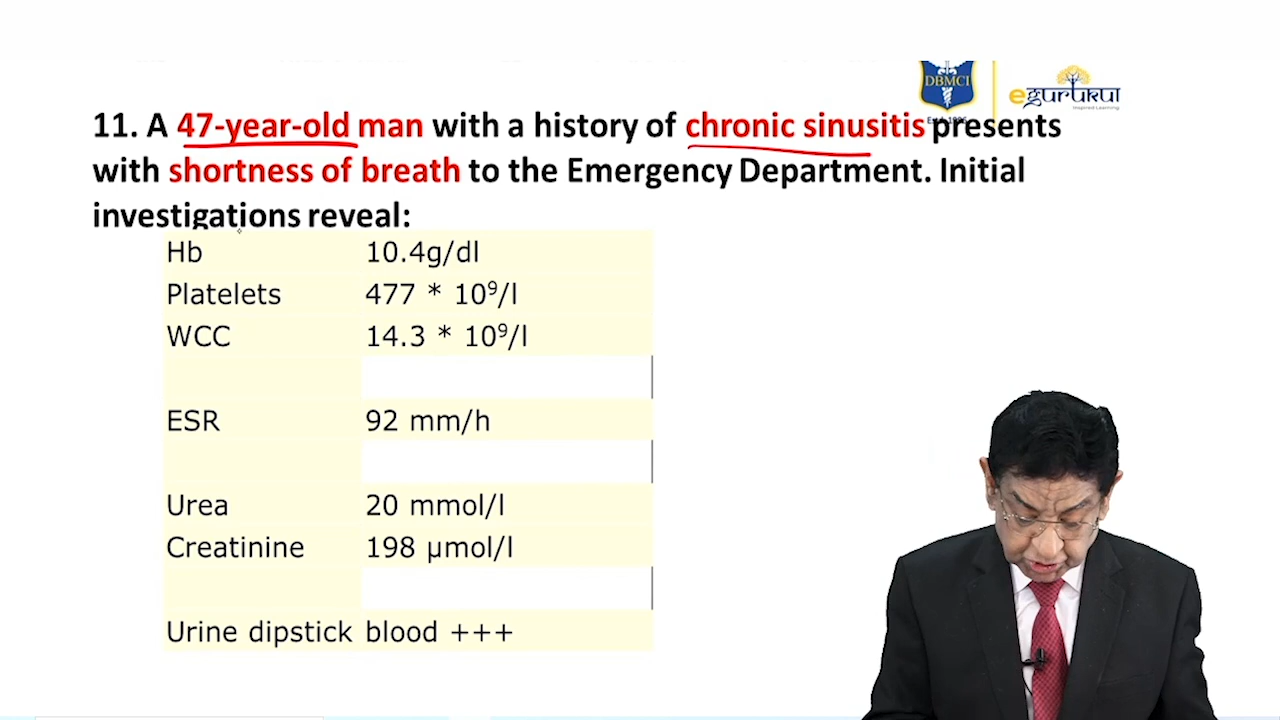 DBMCI
egurukul
Inspired Learning
11. A 47-year-old man with a history of chronic sinusitis presents
with shortness of breath to the Emergency Department. Initial
investigations reveal:
Hb 10.4g/dl
Platelets 477 * 10⁹/l
WCC 14.3 * 10⁹/l
ESR 92 mm/h
Urea 20 mmol/l
Creatinine 198 µmol/l
Urine dipstick blood +++